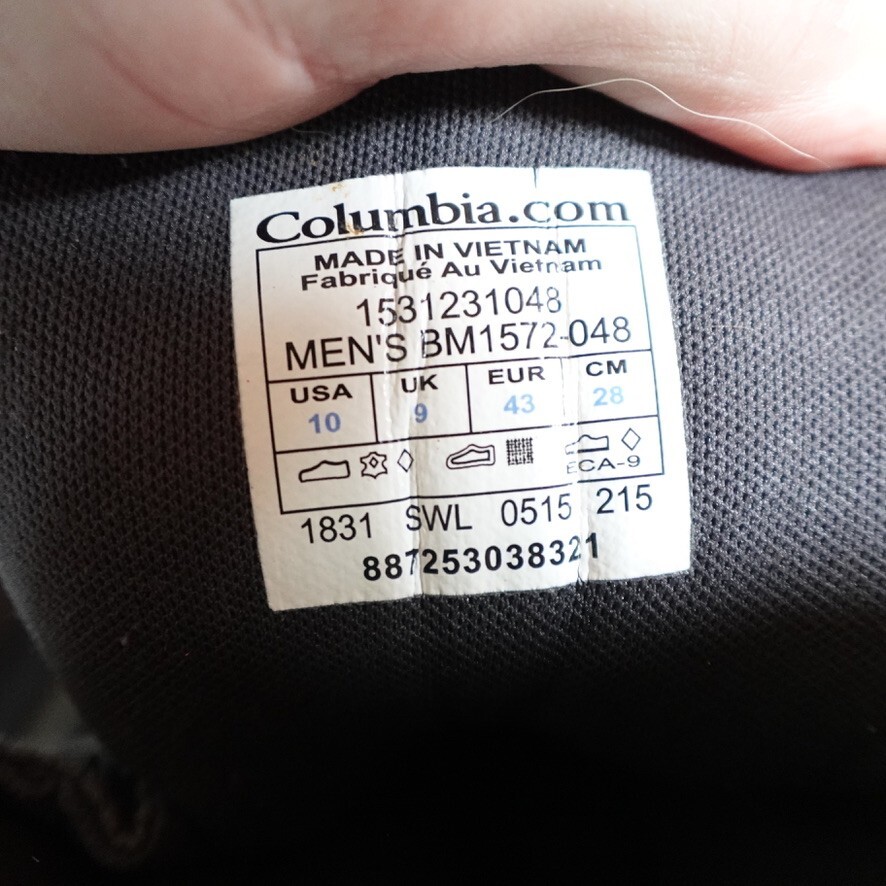 Columbia.com
MADE IN VIETNAM
Fabriqué Au Vietnam
1531231048
MEN'S BM1572-048
USA UK EUR CM
10 9 43 28
ECA-9
1831 SWL 0515 215
887253038321